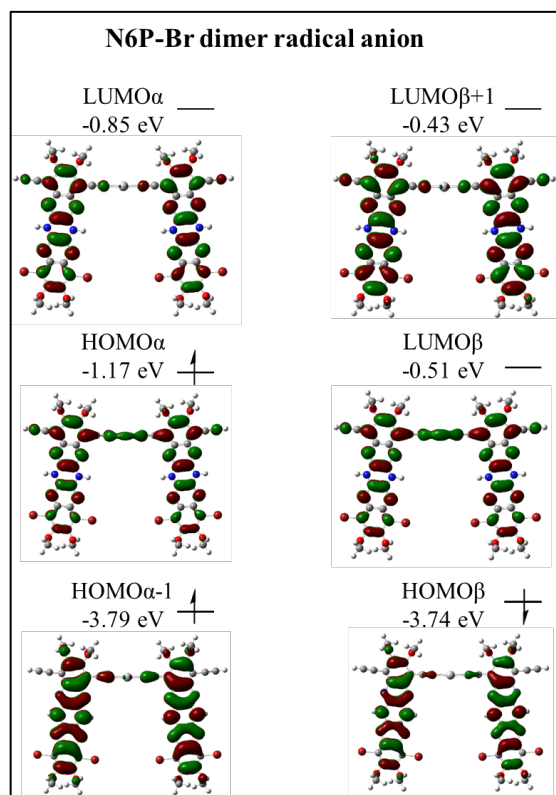 N6P-Br dimer radical anion
LUMOα
-0.85 eV
LUMOβ+1
-0.43 eV
HOMOα
-1.17 eV
LUMOβ
-0.51 eV
HOMOα-1
-3.79 eV
HOMOβ
-3.74 eV